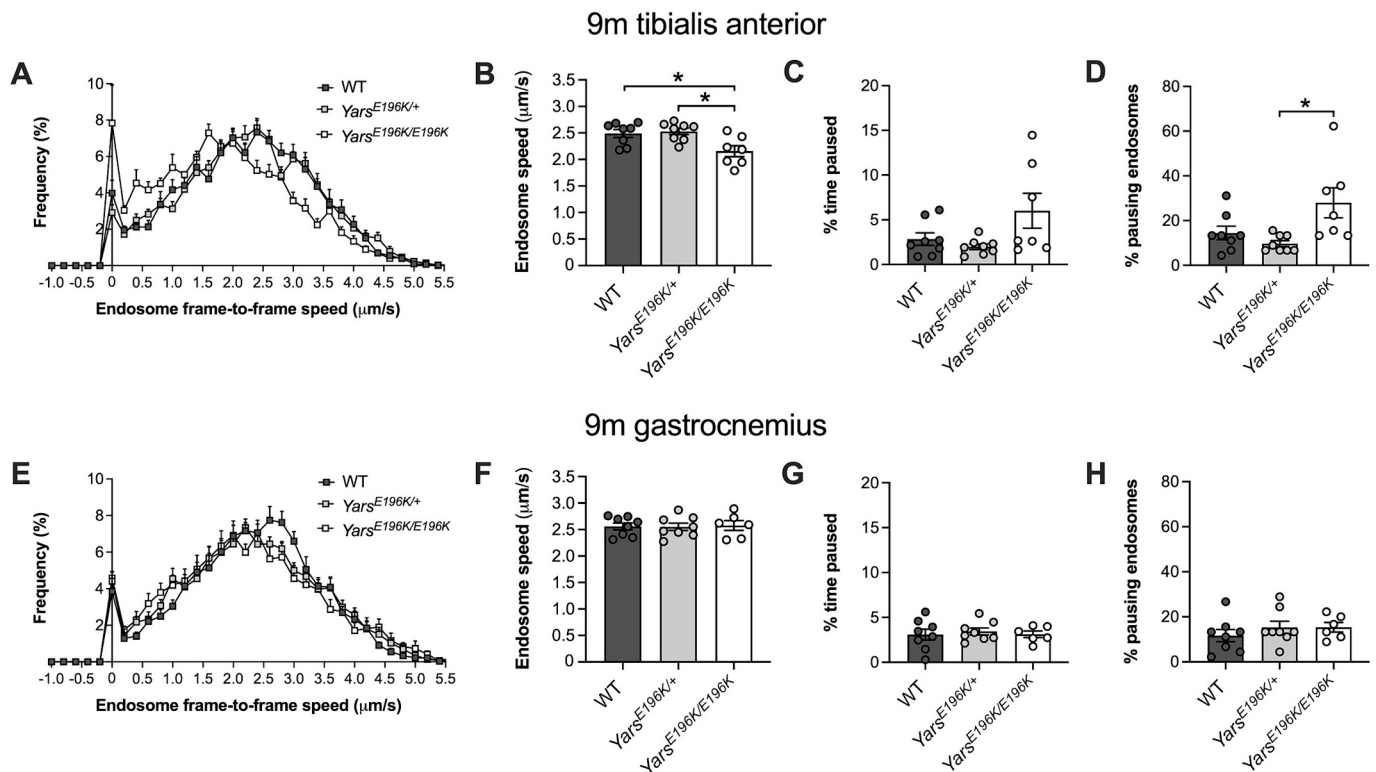 9m tibialis anterior
A
Frequency (%)
10
8
6
4
2
0
-1.0
-0.5
0
0.5
1.0
1.5
2.0
2.5
3.0
3.5
4.0
4.5
5.0
5.5
Endosome frame-to-frame speed (μm/s)
WT
Yars^E196K/+
Yars^E196K/E196K
B
Endosome speed (μm/s)
3.5
3.0
2.5
2.0
1.5
1.0
0.5
0
*
*
WT
Yars^E196K/+
Yars^E196K/E196K
C
% time paused
20
15
10
5
0
WT
Yars^E196K/+
Yars^E196K/E196K
D
% pausing endosomes
80
60
40
20
0
*
WT
Yars^E196K/+
Yars^E196K/E196K
9m gastrocnemius
E
Frequency (%)
10
8
6
4
2
-1.0
-0.5
0
0.5
1.0
1.5
2.0
2.5
3.0
3.5
4.0
4.5
5.0
5.5
Endosome frame-to-frame speed (μm/s)
WT
Yars^E196K/+
Yars^E196K/E196K
F
Endosome speed (μm/s)
3.5
3.0
2.5
2.0
1.5
1.0
0.5
0
WT
Yars^E196K/+
Yars^E196K/E196K
G
% time paused
20
15
10
5
0
WT
Yars^E196K/+
Yars^E196K/E196K
H
% pausing endosomes
80
60
40
20
0
WT
Yars^E196K/+
Yars^E196K/E196K